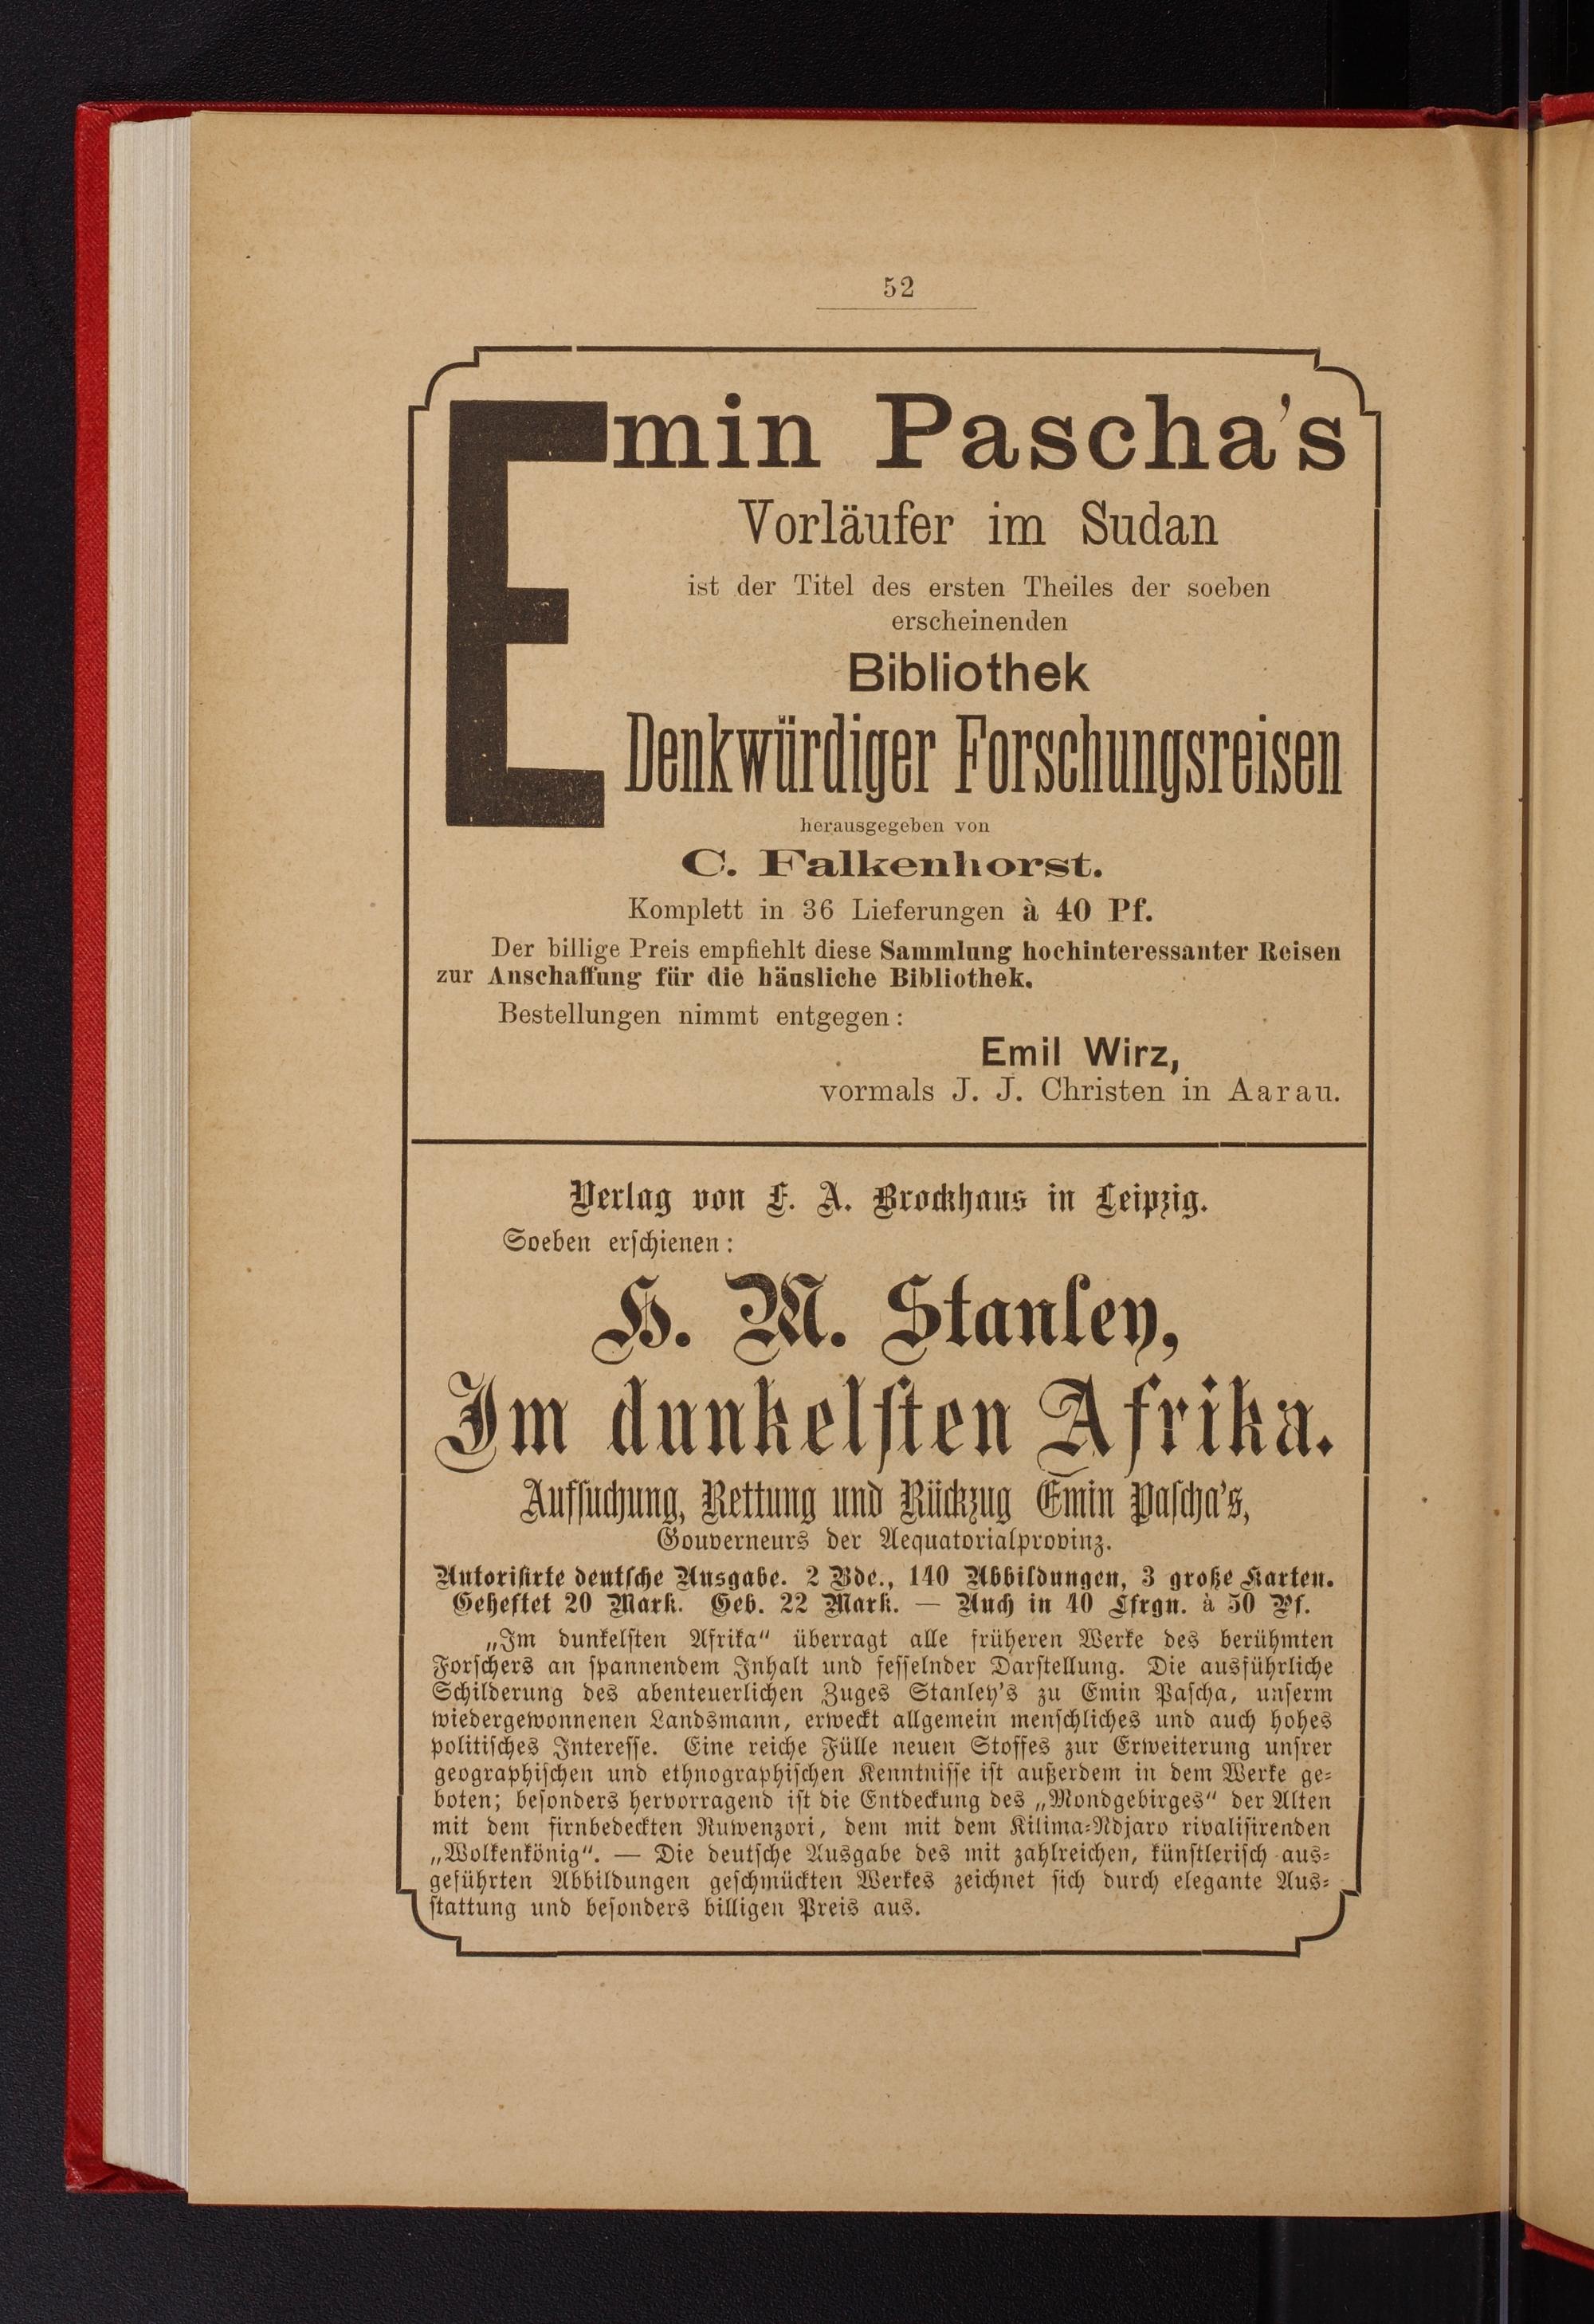 52
Emin Pascha's
Vorläufer im Sudan
ist der Titel des ersten Theiles der soeben
erscheinenden
Bibliothek
Denkwürdiger Forschungsreisen
herausgegeben von
C. Falkenhorst.
Komplett in 36 Lieferungen à 40 Pf.
Der billige Preis empfiehlt diese Sammlung hochinteressanter Reisen
zur Anschaffung für die häusliche Bibliothek.
Bestellungen nimmt entgegen:
Emil Wirz,
vormals J. J. Christen in Aarau.
Verlag von F. A. Brockhaus in Leipzig.
Soeben erschienen:
H. M. Stanley,
Im dunkelsten Afrika.
Aufsuchung, Rettung und Rückzug Emin Pascha's,
Gouverneurs der Aequatorialprovinz.
Autorisirte deutsche Ausgabe. 2 Bde., 140 Abbildungen, 3 große Karten.
Geheftet 20 Mark. Geb. 22 Mark. — Auch in 40 Lfrgn. à 50 Pf.
„Im dunkelsten Afrika“ überragt alle früheren Werke des berühmten
Forschers an spannendem Inhalt und fesselnder Darstellung. Die ausführliche
Schilderung des abenteuerlichen Zuges Stanley's zu Emin Pascha, unserm
wiedergewonnenen Landsmann, erweckt allgemein menschliches und auch hohes
politisches Interesse. Eine reiche Fülle neuen Stoffes zur Erweiterung unsrer
geographischen und ethnographischen Kenntnisse ist außerdem in dem Werke ge-
boten; besonders hervorragend ist die Entdeckung des „Mondgebirges“ der Alten
mit dem firnbedeckten Ruwenzori, dem mit dem Kilima-Ndjaro rivalisirenden
„Wolkenkönig“. — Die deutsche Ausgabe des mit zahlreichen, künstlerisch aus-
geführten Abbildungen geschmückten Werkes zeichnet sich durch elegante Aus-
stattung und besonders billigen Preis aus.